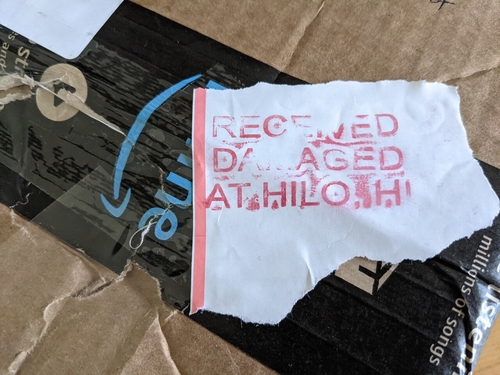 RECEIVED
DAMAGED
AT HILO, HI
millions of songs